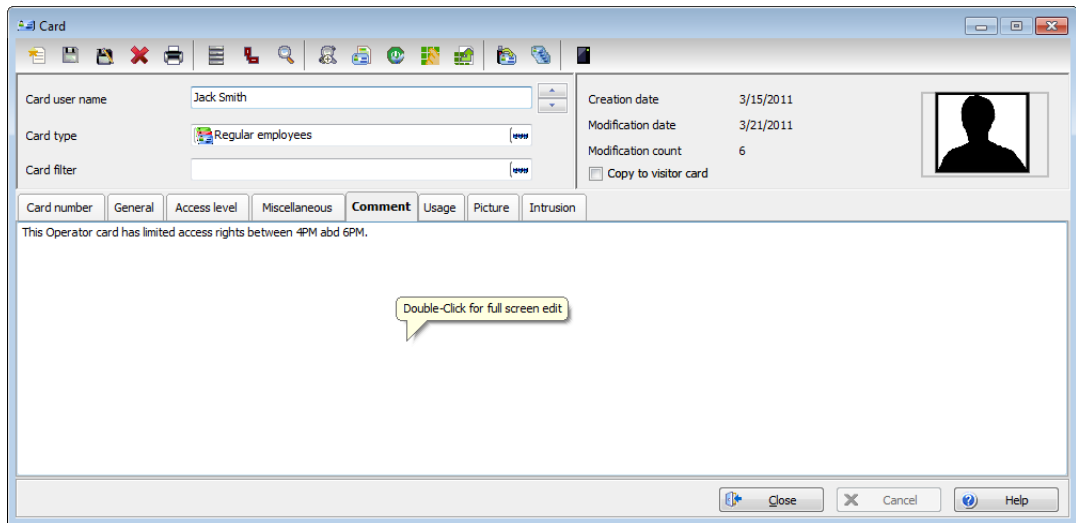 Card
Card user name
Jack Smith
Card type
Regular employees
Card filter
Creation date 3/15/2011
Modification date 3/21/2011
Modification count 6
Copy to visitor card
Card number General Access level Miscellaneous Comment Usage Picture Intrusion
This Operator card has limited access rights between 4PM abd 6PM.
Double-Click for full screen edit
Close Cancel Help